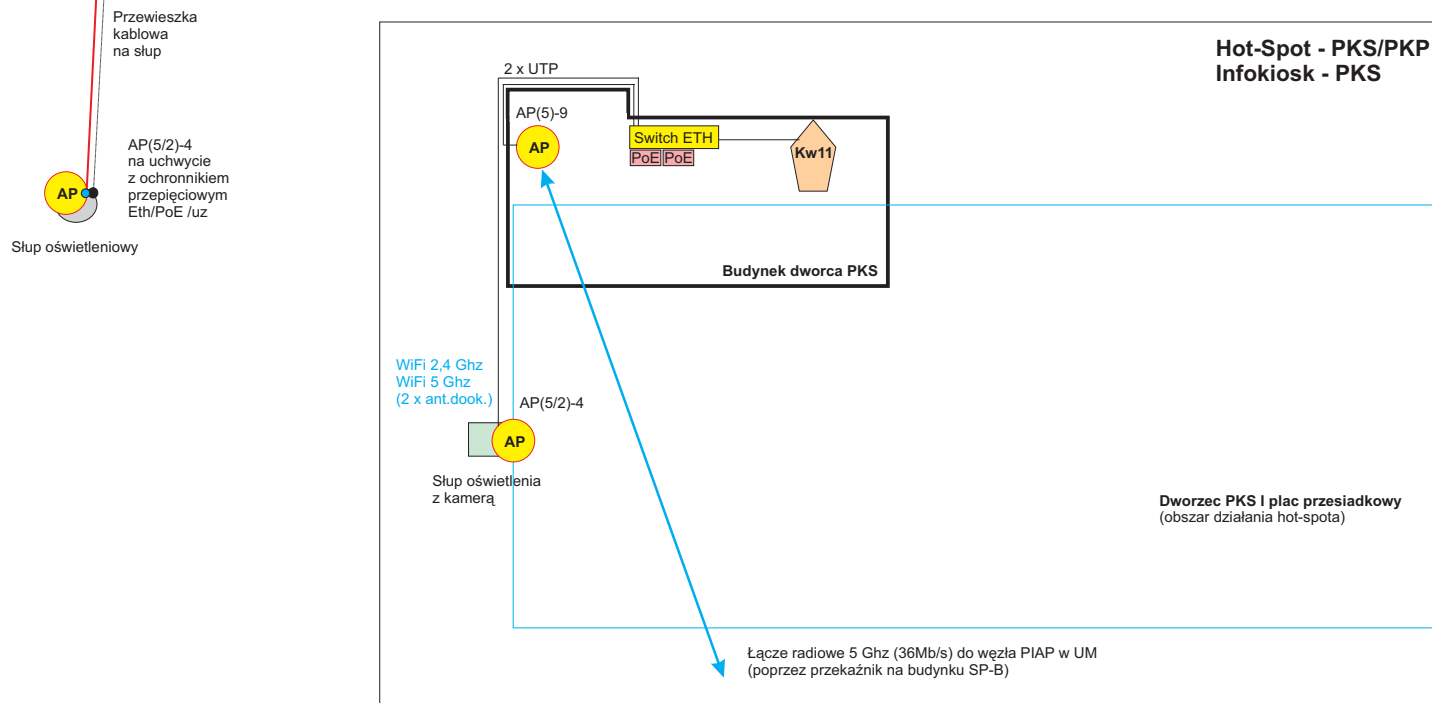 Przewieszka
kablowa
na słup
AP(5/2)-4
na uchwycie
z ochronnikiem
przepięciowym
Eth/PoE /uz
AP
Słup oświetleniowy
Hot-Spot - PKS/PKP
Infokiosk - PKS
2 x UTP
AP(5)-9
AP
Switch ETH
PoE PoE
Kw11
Budynek dworca PKS
WiFi 2,4 Ghz
WiFi 5 Ghz
(2 x ant.dook.)
AP(5/2)-4
AP
Słup oświetlenia
z kamerą
Dworzec PKS I plac przesiadkowy
(obszar działania hot-spota)
Łącze radiowe 5 Ghz (36Mb/s) do węzła PIAP w UM
(poprzez przekaźnik na budynku SP-B)